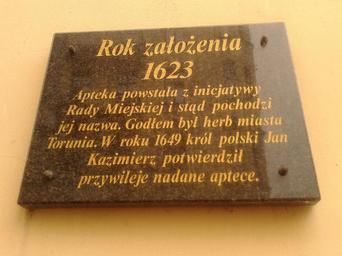 Rok założenia
1623
Apteka powstała z inicjatywy
Rady Miejskiej i stąd pochodzi
jej nazwa. Godłem był herb miasta
Torunia. W roku 1649 król polski Jan
Kazimierz potwierdził
przywileje nadane aptece.